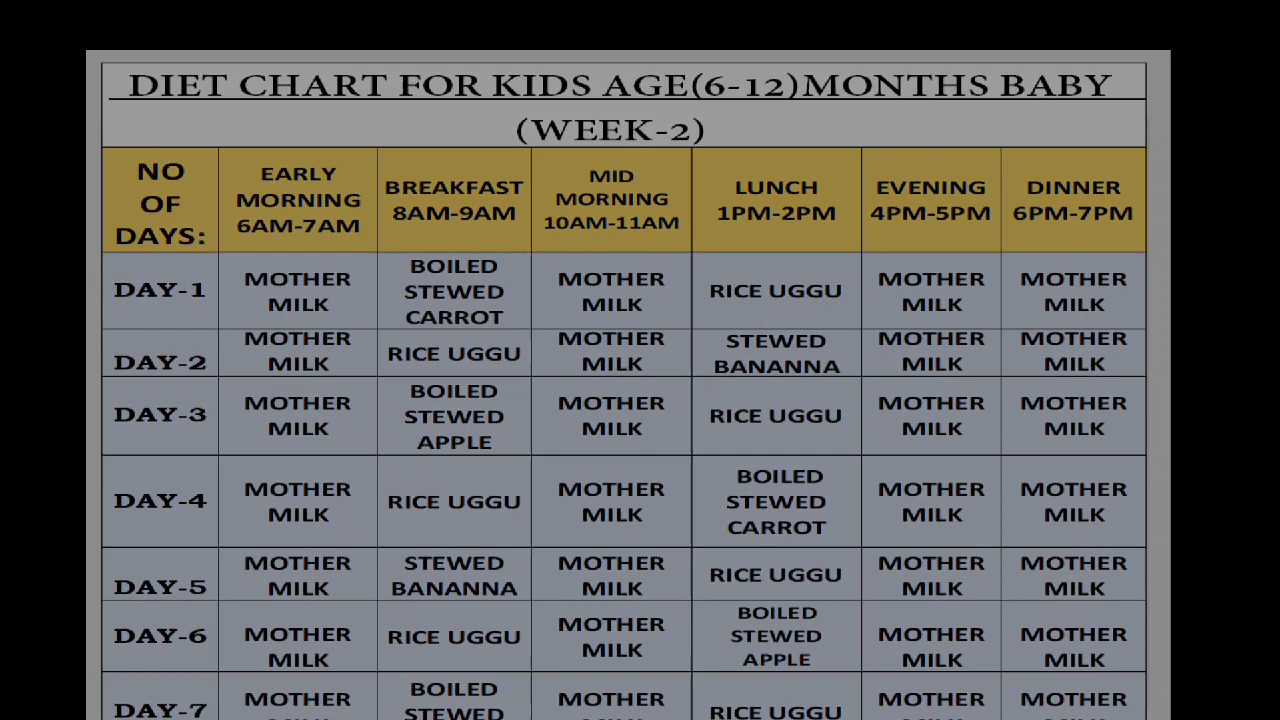 DIET CHART FOR KIDS AGE(6-12)MONTHS BABY
(WEEK-2)
NO OF DAYS: EARLY MORNING 6AM-7AM BREAKFAST 8AM-9AM MID MORNING 10AM-11AM LUNCH 1PM-2PM EVENING 4PM-5PM DINNER 6PM-7PM
DAY-1 MOTHER MILK BOILED STEWED CARROT MOTHER MILK RICE UGGU MOTHER MILK MOTHER MILK
DAY-2 MOTHER MILK RICE UGGU MOTHER MILK STEWED BANANNA MOTHER MILK MOTHER MILK
DAY-3 MOTHER MILK BOILED STEWED APPLE MOTHER MILK RICE UGGU MOTHER MILK MOTHER MILK
DAY-4 MOTHER MILK RICE UGGU MOTHER MILK BOILED STEWED CARROT MOTHER MILK MOTHER MILK
DAY-5 MOTHER MILK STEWED BANANNA MOTHER MILK RICE UGGU MOTHER MILK MOTHER MILK
DAY-6 MOTHER MILK RICE UGGU MOTHER MILK BOILED STEWED APPLE MOTHER MILK MOTHER MILK
DAY-7 MOTHER BOILED STEWED MOTHER RICE UGGU MOTHER MOTHER